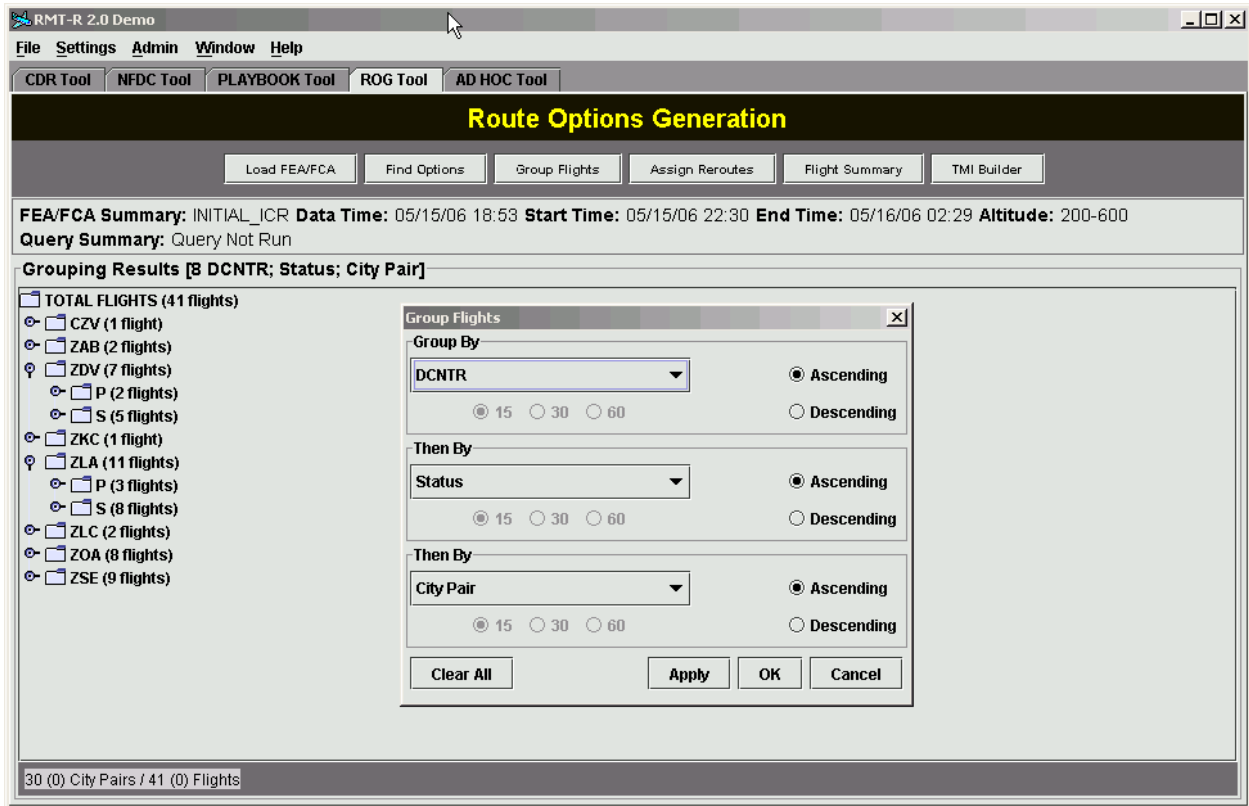 RMT-R 2.0 Demo
File Settings Admin Window Help
CDR Tool NFDC Tool PLAYBOOK Tool ROG Tool AD HOC Tool
Route Options Generation
Load FEA/FCA Find Options Group Flights Assign Reroutes Flight Summary TMI Builder
FEA/FCA Summary: INITIAL_ICR Data Time: 05/15/06 18:53 Start Time: 05/15/06 22:30 End Time: 05/16/06 02:29 Altitude: 200-600
Query Summary: Query Not Run
Grouping Results [8 DCNTR; Status; City Pair]
TOTAL FLIGHTS (41 flights)
CZV (1 flight)
ZAB (2 flights)
ZDV (7 flights)
P (2 flights)
S (5 flights)
ZKC (1 flight)
ZLA (11 flights)
P (3 flights)
S (8 flights)
ZLC (2 flights)
ZOA (8 flights)
ZSE (9 flights)
Group Flights
Group By
DCNTR Ascending
15 30 60 Descending
Then By
Status Ascending
15 30 60 Descending
Then By
City Pair Ascending
15 30 60 Descending
Clear All Apply OK Cancel
30 (0) City Pairs / 41 (0) Flights